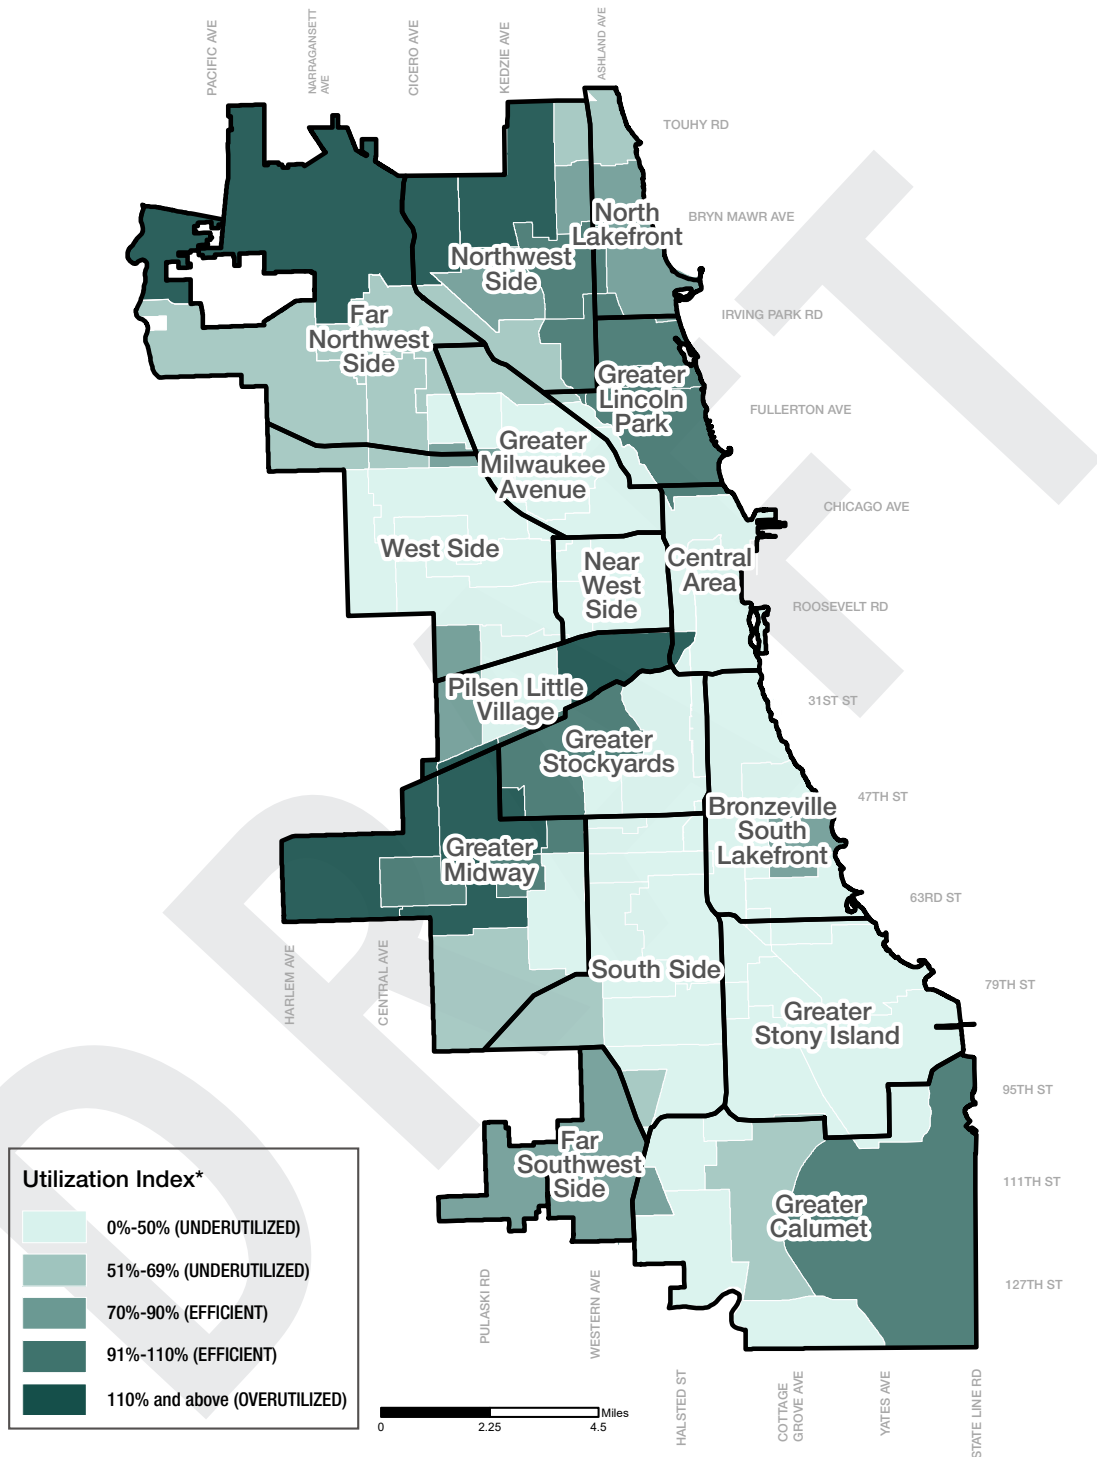 PACIFIC AVE
NARRAGANSETT
AVE
CICERO AVE
KEDZIE AVE
ASHLAND AVE
TOUHY RD
BRYN MAWR AVE
IRVING PARK RD
FULLERTON AVE
CHICAGO AVE
ROOSEVELT RD
31ST ST
47TH ST
63RD ST
79TH ST
95TH ST
111TH ST
127TH ST
North
Lakefront
Northwest
Side
Far
Northwest
Side
Greater
Lincoln
Park
Greater
Milwaukee
Avenue
West Side
Near
West
Side
Central
Area
Pilsen Little
Village
Greater
Stockyards
Bronzeville
South
Lakefront
Greater
Midway
South Side
Greater
Stony Island
Far
Southwest
Side
Greater
Calumet
HARLEM AVE
CENTRAL AVE
PULASKI RD
WESTERN AVE
HALSTED ST
COTTAGE
GROVE AVE
YATES AVE
STATE LINE RD
Utilization Index*
0%-50% (UNDERUTILIZED)
51%-69% (UNDERUTILIZED)
70%-90% (EFFICIENT)
91%-110% (EFFICIENT)
110% and above (OVERUTILIZED)
Miles
0 2.25 4.5
DRAFT